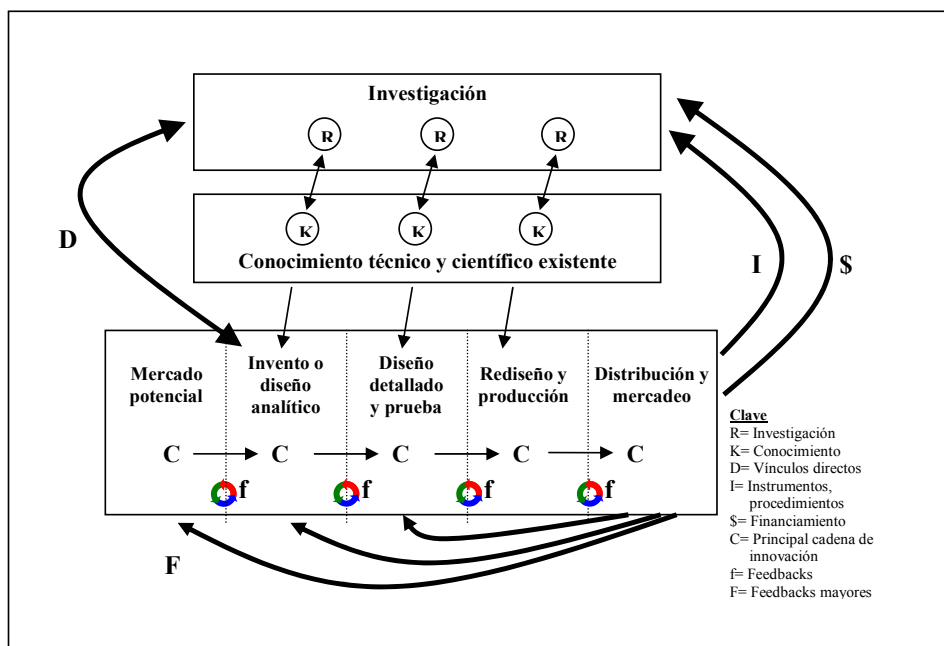 Investigación
R
R
R
K
K
K
Conocimiento técnico y científico existente
D
I
$
Mercado
potencial
Invento o
diseño
analítico
Diseño
detallado
y prueba
Rediseño y
producción
Distribución y
mercadeo
C
C
C
C
C
f
f
f
f
F
Clave
R= Investigación
K= Conocimiento
D= Vínculos directos
I= Instrumentos,
procedimientos
$= Financiamiento
C= Principal cadena de
innovación
f= Feedbacks
F= Feedbacks mayores